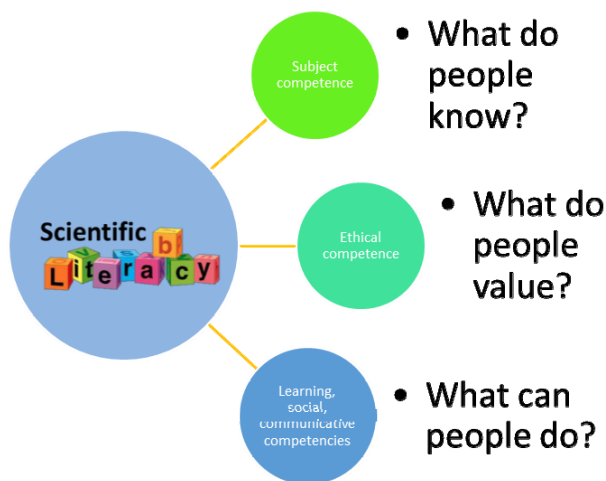 Scientific
Literacy
b
Subject
competence
• What do
people
know?
Ethical
competence
• What do
people
value?
Learning,
social,
communicative
competencies
• What can
people do?